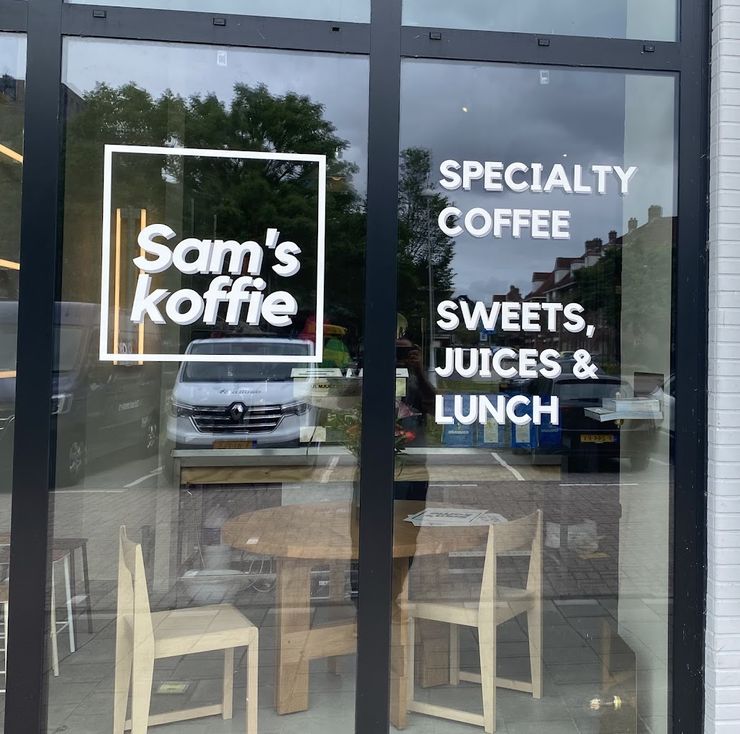 Sam's
koffie
SPECIALTY
COFFEE
SWEETS,
JUICES &
LUNCH